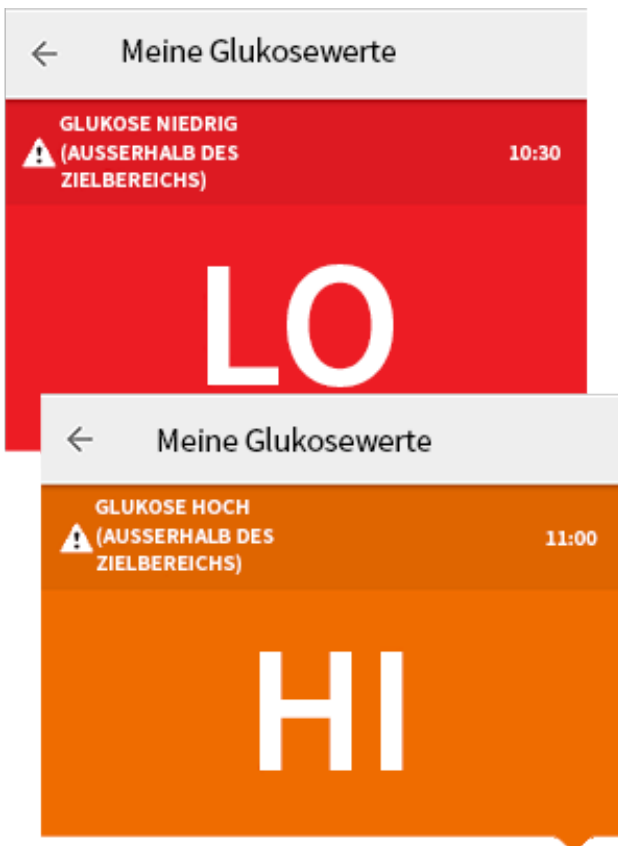 Meine Glukosewerte
GLUKOSE NIEDRIG
(AUSSERHALB DES
ZIELBEREICHS)
10:30
LO
Meine Glukosewerte
GLUKOSE HOCH
(AUSSERHALB DES
ZIELBEREICHS)
11:00
HI